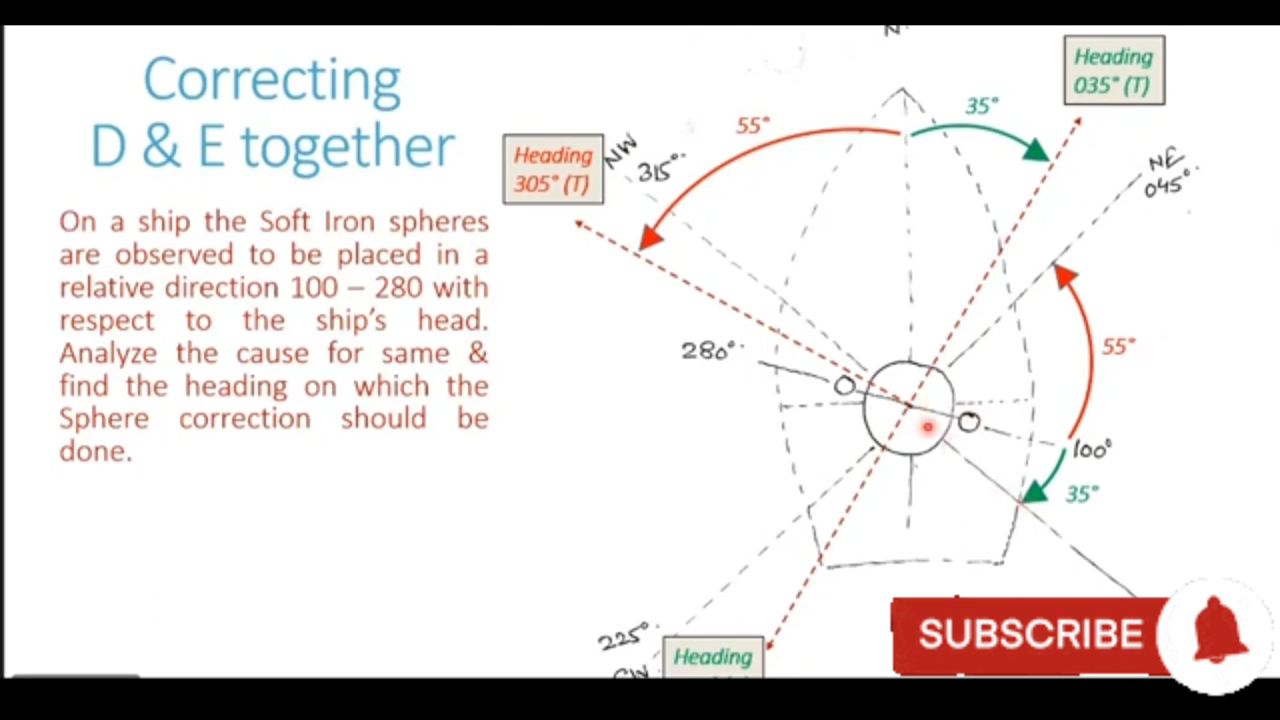 Correcting
D & E together
On a ship the Soft Iron spheres
are observed to be placed in a
relative direction 100 – 280 with
respect to the ship's head.
Analyze the cause for same &
find the heading on which the
Sphere correction should be
done.
Heading
035° (T)
35°
55°
Heading
305° (T)
NW
315°.
NE
045°.
280°.
55°
100°
35°
225°.
Heading
SUBSCRIBE